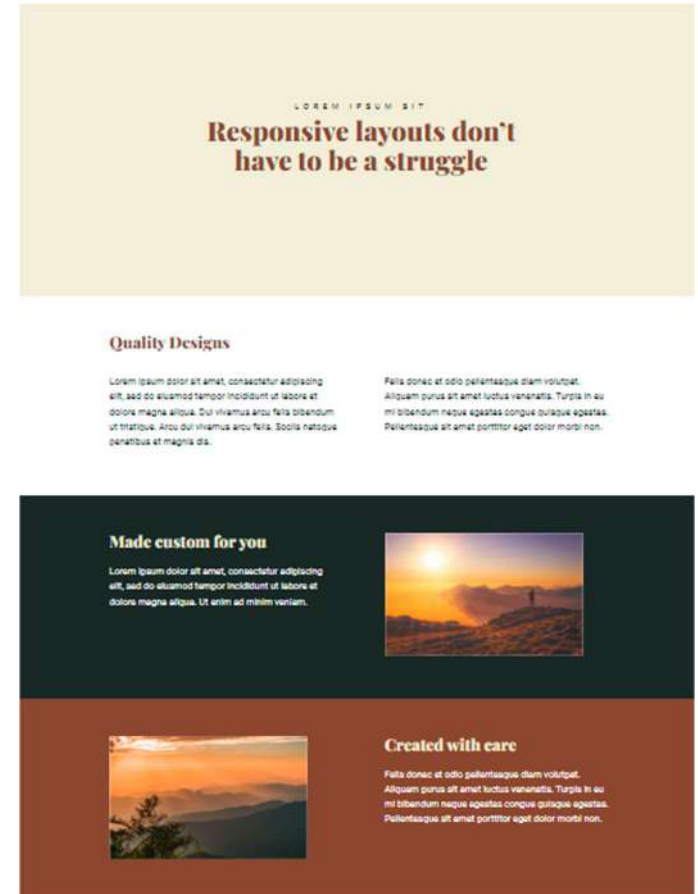 LOREM IPSUM SIT
Responsive layouts don't
have to be a struggle
Quality Designs
Lorem ipsum dolor sit amet, consectetur adipiscing
elit, sed do eiusmod tempor incididunt ut labore et
dolore magna aliqua. Dui vivamus arcu felis bibendum
ut tristique. Arcu dui vivamus arcu felis. Sociis natoque
penatibus et magnis dis.
Felis donec et odio pellentesque diam volutpat.
Aliquam purus sit amet luctus venenatis. Turpis in eu
mi bibendum neque egestas congue quisque egestas.
Pellentesque sit amet porttitor eget dolor morbi non.
Made custom for you
Lorem ipsum dolor sit amet, consectetur adipiscing
elit, sed do eiusmod tempor incididunt ut labore et
dolore magna aliqua. Ut enim ad minim veniam.
Created with care
Felis donec et odio pellentesque diam volutpat.
Aliquam purus sit amet luctus venenatis. Turpis in eu
mi bibendum neque egestas congue quisque egestas.
Pellentesque sit amet porttitor eget dolor morbi non.